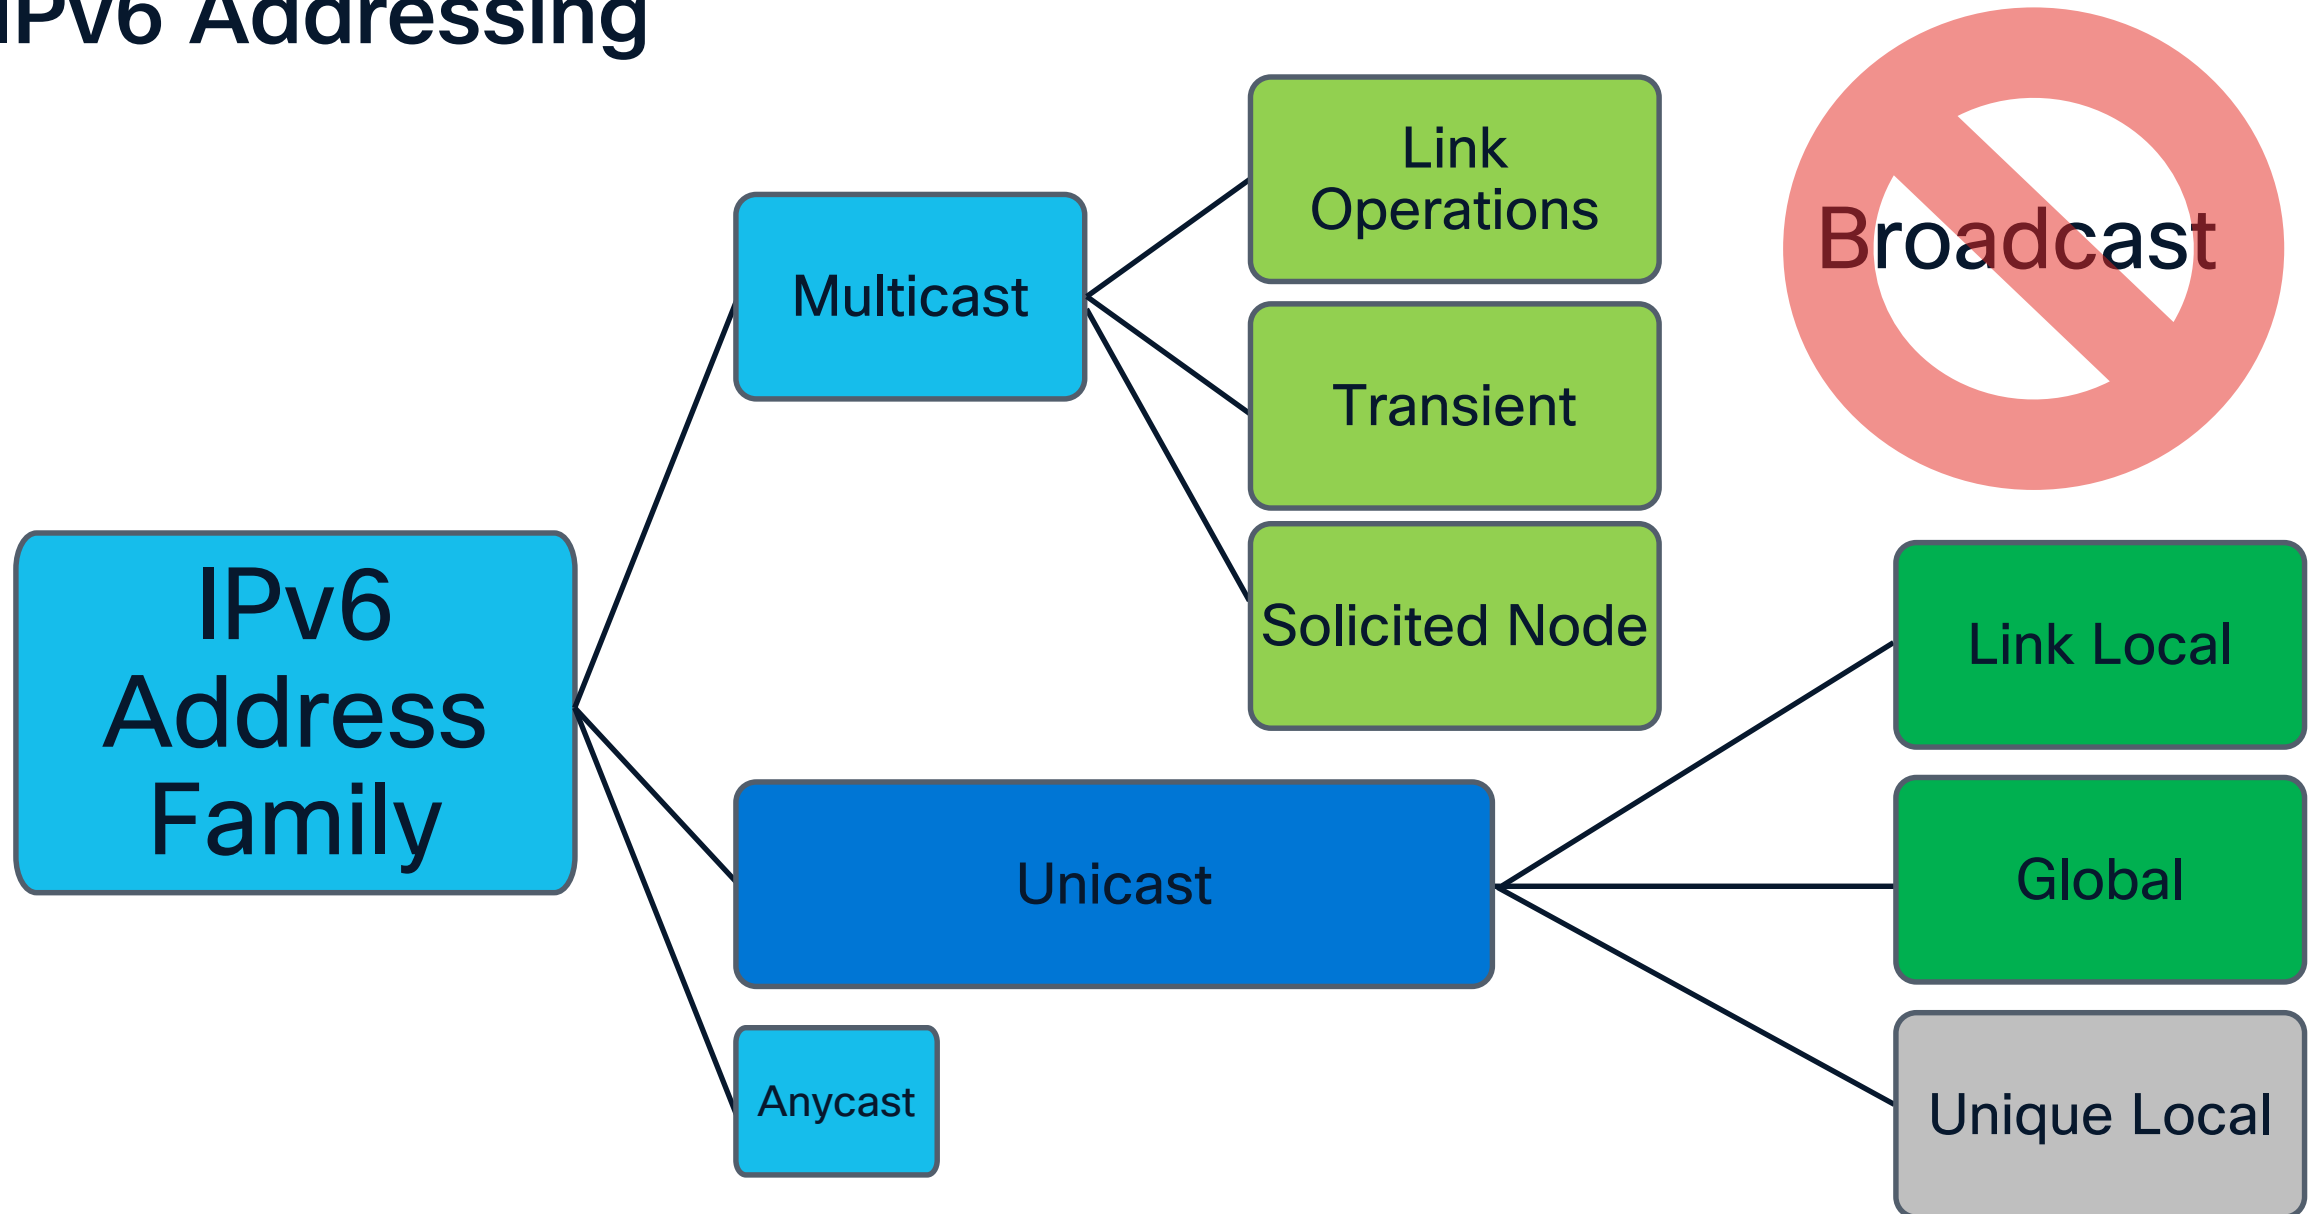 IPv6 Addressing
Link
Operations
Broadcast
Multicast
Transient
Solicited Node
IPv6
Address
Family
Link Local
Unicast
Global
Anycast
Unique Local